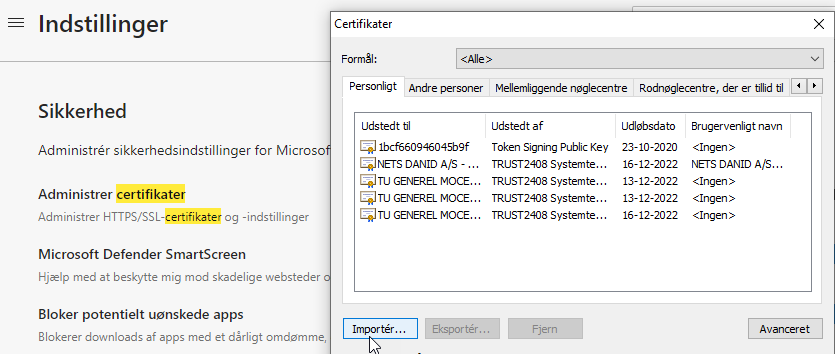 Indstillinger
Sikkerhed
Administrér sikkerhedsindstillinger for Microsof
Administrer certifikater
Administrer HTTPS/SSL-certifikater og -indstillinger
Microsoft Defender SmartScreen
Hjælp med at beskytte mig mod skadelige websteder o
Bloker potentielt uønskede apps
Blokerer downloads af apps med et dårligt omdømme,
Certifikater
Formål: <Alle>
Personligt Andre personer Mellemliggende nøglecentre Rodnøglecentre, der er tillid til
Udstedt til Udstedt af Udløbsdato Brugervenligt navn
1bcf660946045b9f Token Signing Public Key 23-10-2020 <Ingen>
NETS DANID A/S - ... TRUST2408 Systemte... 16-12-2022 NETS DANID A/S...
TU GENEREL MOCE... TRUST2408 Systemte... 13-12-2022 <Ingen>
TU GENEREL MOCE... TRUST2408 Systemte... 13-12-2022 <Ingen>
TU GENEREL MOCE... TRUST2408 Systemte... 16-12-2022 <Ingen>
Importér... Eksportér... Fjern Avanceret